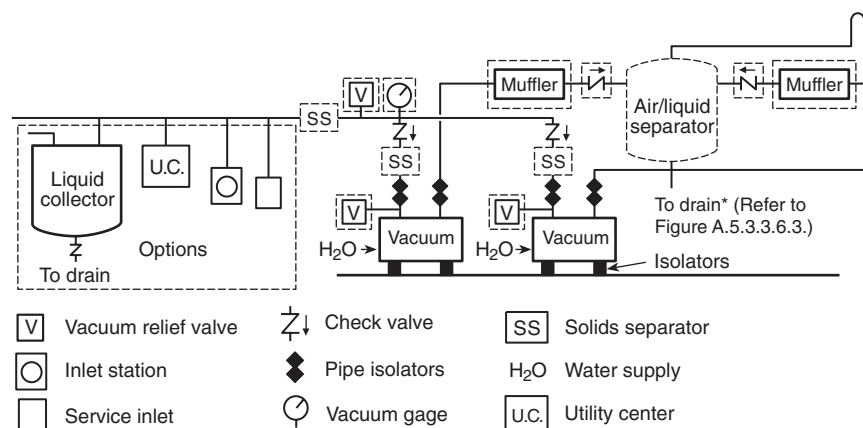 Muffler
Muffler
Air/liquid
separator
V
SS
SS
SS
U.C.
Liquid
collector
V
V
To drain* (Refer to
Figure A.5.3.3.6.3.)
H₂O
Vacuum
H₂O
Vacuum
Options
To drain
Isolators
V Vacuum relief valve
Check valve
SS Solids separator
Inlet station
Pipe isolators
H₂O Water supply
Service inlet
Vacuum gage
U.C. Utility center